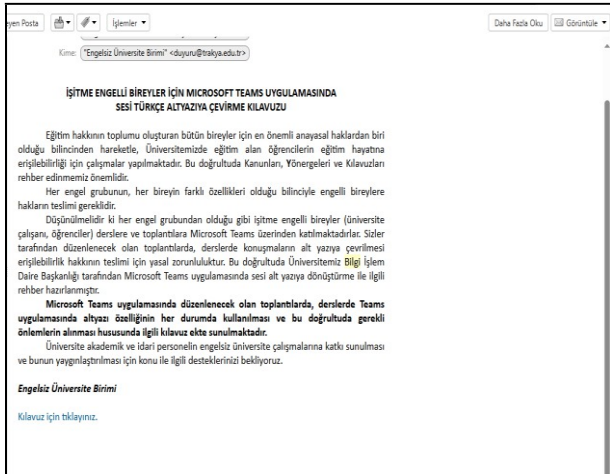 yen Posta İşlemler Daha Fazla Oku Görüntüle
Kime: "Engelsiz Üniversite Birimi" <duyuru@trakya.edu.tr>
İŞİTME ENGELLİ BİREYLER İÇİN MICROSOFT TEAMS UYGULAMASINDA
SESİ TÜRKÇE ALTYAZIYA ÇEVİRME KILAVUZU
Eğitim hakkının toplumu oluşturan bütün bireyler için en önemli anayasal haklardan biri
olduğu bilincinden hareketle, Üniversitemizde eğitim alan öğrencilerin eğitim hayatına
erişilebilirliği için çalışmalar yapılmaktadır. Bu doğrultuda Kanunları, Yönergeleri ve Kılavuzları
rehber edinmemiz önemlidir.
Her engel grubunun, her bireyin farklı özellikleri olduğu bilinciyle engelli bireylere
hakların teslimi gereklidir.
Düşünülmelidir ki her engel grubundan olduğu gibi işitme engelli bireyler (üniversite
çalışanı, öğrenciler) derslere ve toplantılara Microsoft Teams üzerinden katılmaktadırlar. Sizler
tarafından düzenlenecek olan toplantılarda, derslerde konuşmaların alt yazıya çevrilmesi
erişilebilirlik hakkının teslimi için yasal zorunluluktur. Bu doğrultuda Üniversitemiz Bilgi İşlem
Daire Başkanlığı tarafından Microsoft Teams uygulamasında sesi alt yazıya dönüştürme ile ilgili
rehber hazırlanmıştır.
Microsoft Teams uygulamasında düzenlenecek olan toplantılarda, derslerde Teams
uygulamasında altyazı özelliğinin her durumda kullanılması ve bu doğrultuda gerekli
önlemlerin alınması hususunda ilgili kılavuz ekte sunulmaktadır.
Üniversite akademik ve idari personelin engelsiz üniversite çalışmalarına katkı sunulması
ve bunun yaygınlaştırılması için konu ile ilgili desteklerinizi bekliyoruz.
Engelsiz Üniversite Birimi
Kılavuz için tıklayınız.